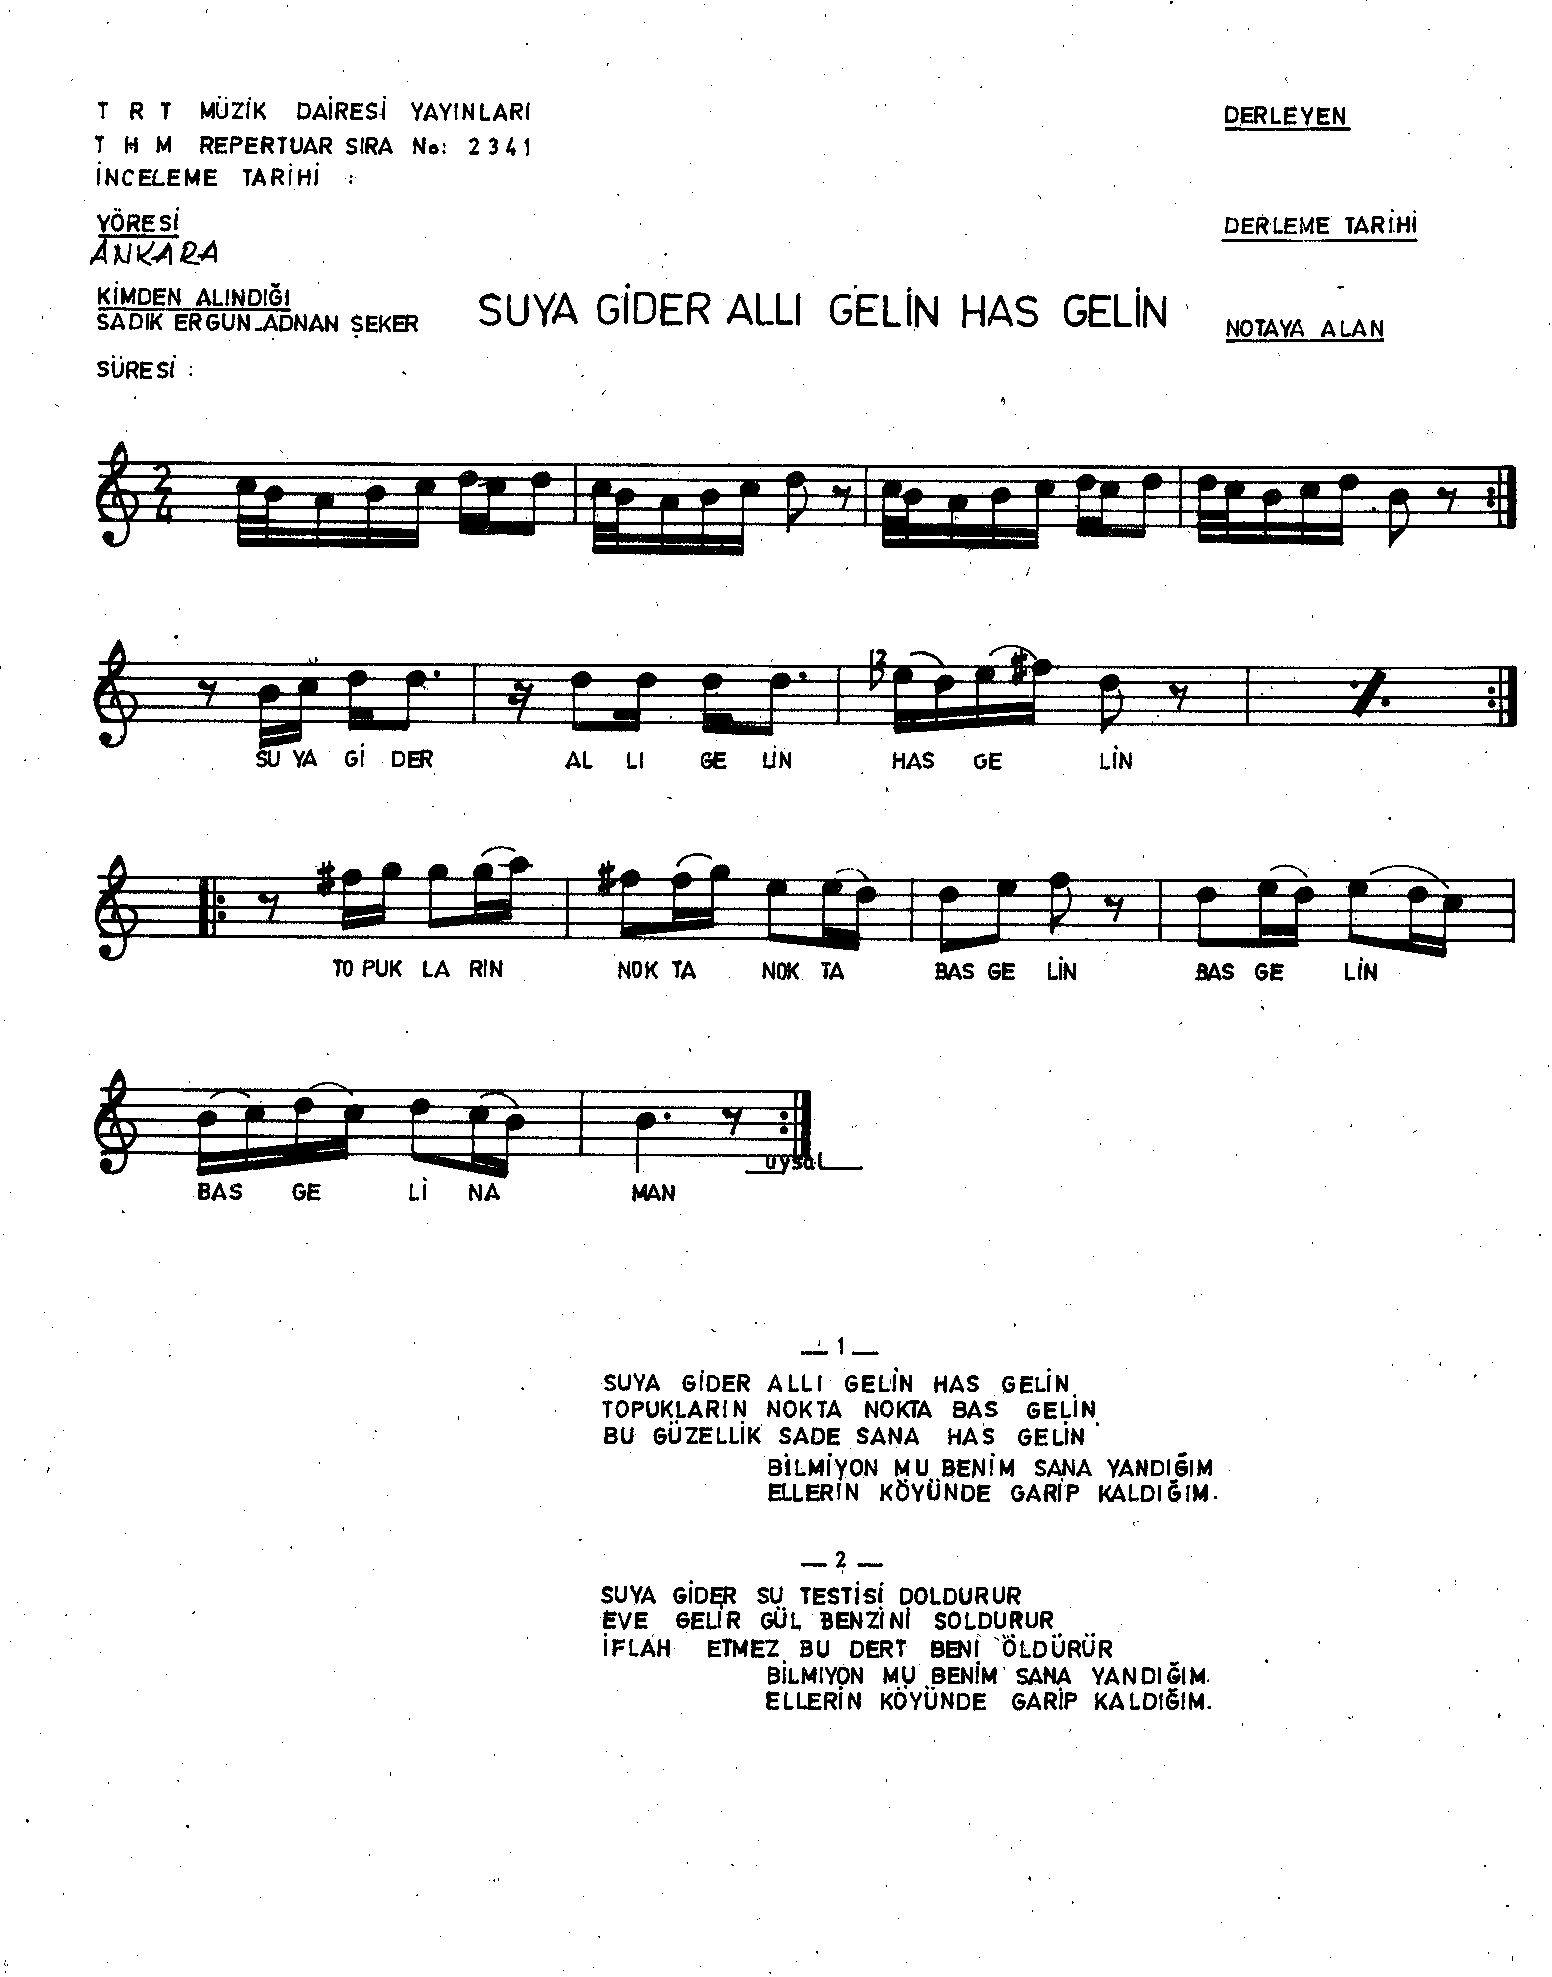 T R T MÜZİK DAİRESİ YAYINLARI
T H M REPERTUAR SIRA No: 2341
İNCELEME TARİHİ :
YÖRESİ
ANKARA
KİMDEN ALINDIĞI
SADIK ERGUN-ADNAN ŞEKER
SÜRESİ :
SUYA GİDER ALLI GELİN HAS GELİN
DERLEYEN
DERLEME TARİHİ
NOTAYA ALAN
2
4
SU YA Gİ DER AL LI GE LİN HAS GE LİN
3
TO PUK LA RIN NOK TA NOK TA BAS GE LİN BAS GE LİN
BAS GE Lİ NA MAN
uysal
— 1 —
SUYA GİDER ALLI GELİN HAS GELİN
TOPUKLARIN NOKTA NOKTA BAS GELİN
BU GÜZELLİK SADE SANA HAS GELİN
BİLMİYON MU BENİM SANA YANDIĞIM
ELLERİN KÖYÜNDE GARİP KALDIĞIM.
— 2 —
SUYA GİDER SU TESTİSİ DOLDURUR
EVE GELİR GÜL BENZİNİ SOLDURUR
İFLAH ETMEZ BU DERT BENİ ÖLDÜRÜR
BİLMIYON MU BENİM SANA YANDIĞIM.
ELLERİN KÖYÜNDE GARİP KALDIĞIM.